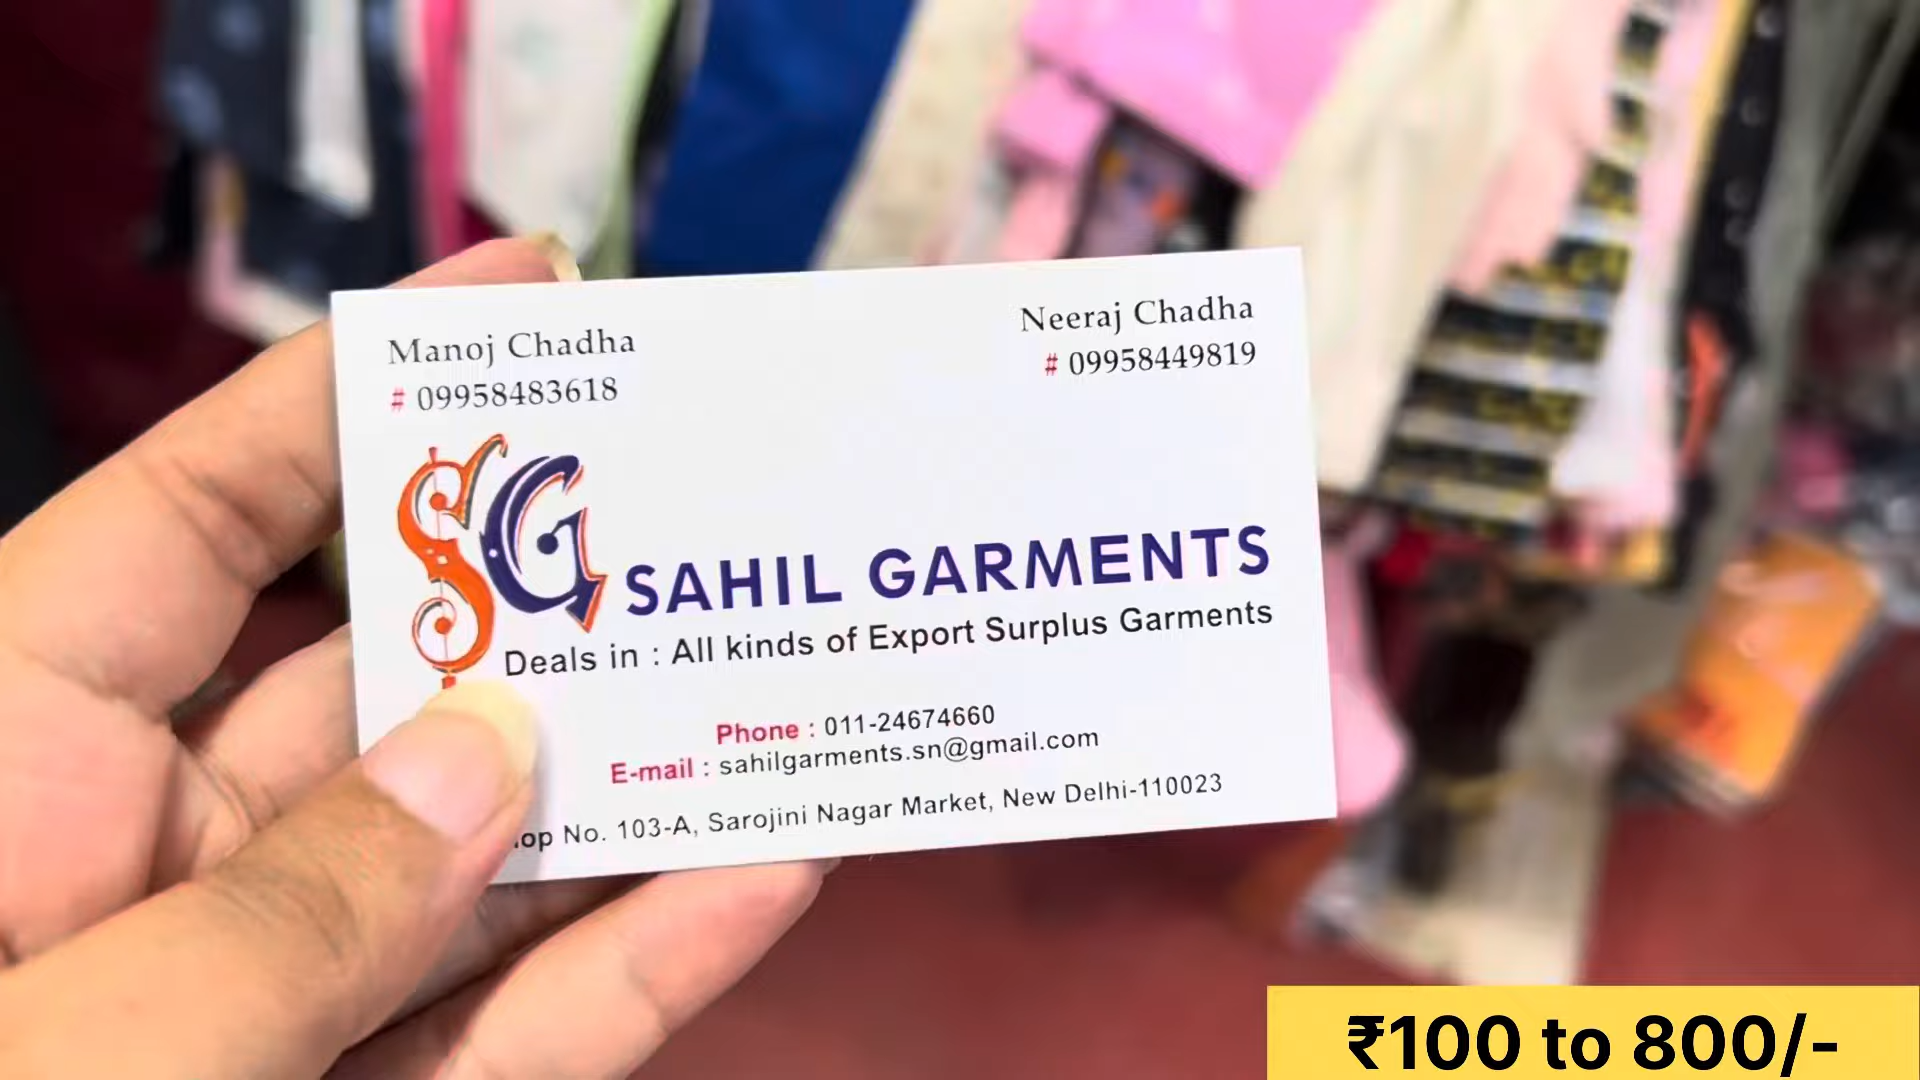 Manoj Chadha
# 09958483618
Neeraj Chadha
# 09958449819
SG SAHIL GARMENTS
Deals in : All kinds of Export Surplus Garments
Phone : 011-24674660
E-mail : sahilgarments.sn@gmail.com
op No. 103-A, Sarojini Nagar Market, New Delhi-110023
₹100 to 800/-